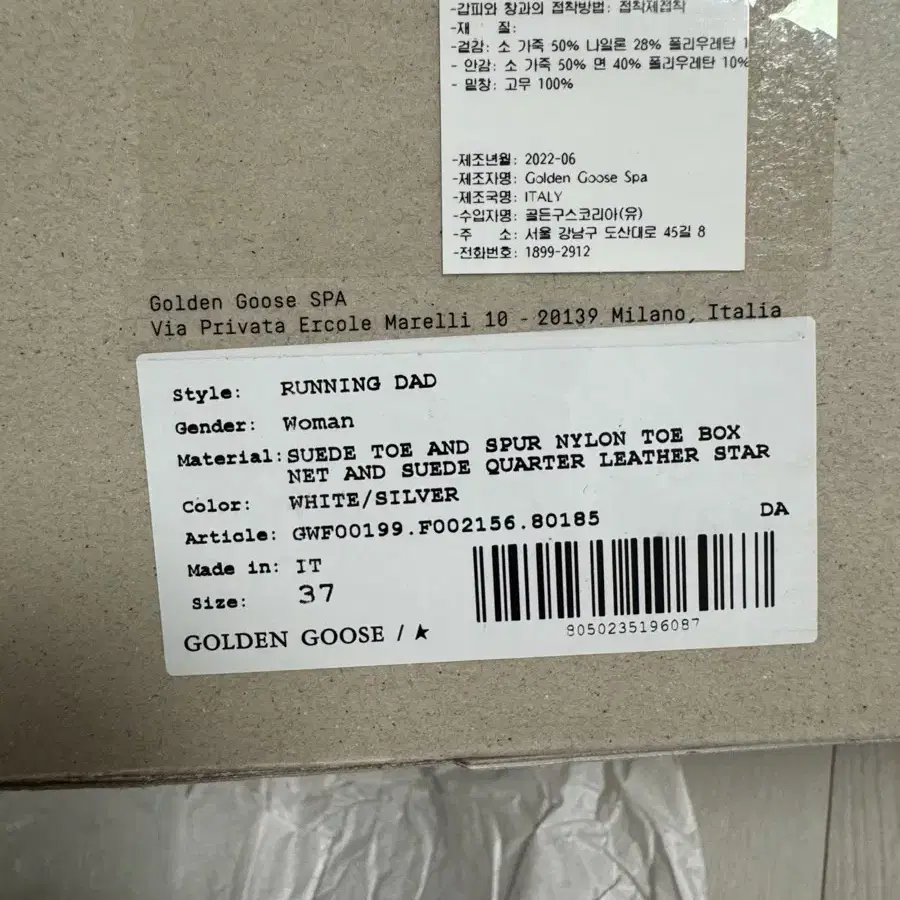 -갑피와 창과의 접착방법: 접착제접착
-재 질:
-겉감: 소 가죽 50% 나일론 28% 폴리우레탄 1
- 안감: 소 가죽 50% 면 40% 폴리우레탄 10%
- 밑창: 고무 100%
-제조년월: 2022-06
-제조자명: Golden Goose Spa
-제조국명: ITALY
-수입자명: 골든구스코리아(유)
-주 소: 서울 강남구 도산대로 45길 8
-전화번호: 1899-2912
Golden Goose SPA
Via Privata Ercole Marelli 10 - 20139 Milano, Italia
Style: RUNNING DAD
Gender: Woman
Material: SUEDE TOE AND SPUR NYLON TOE BOX
NET AND SUEDE QUARTER LEATHER STAR
Color: WHITE/SILVER
Article: GWF00199.F002156.80185 DA
Made in: IT
Size: 37
8050235196087
GOLDEN GOOSE / ★